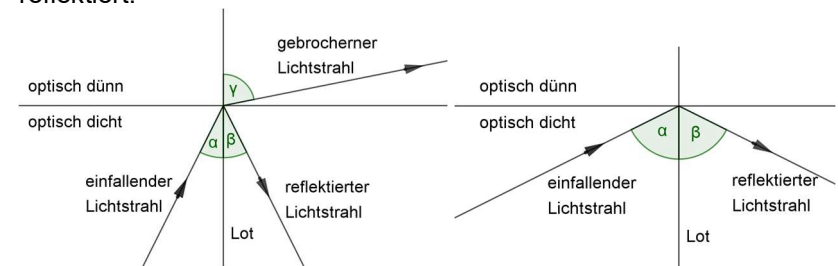 reflektiert.
gebrocherner
Lichtstrahl
optisch dünn
γ
optisch dicht
α β
einfallender
Lichtstrahl
reflektierter
Lichtstrahl
Lot
optisch dünn
optisch dicht
α β
einfallender
Lichtstrahl
reflektierter
Lichtstrahl
Lot